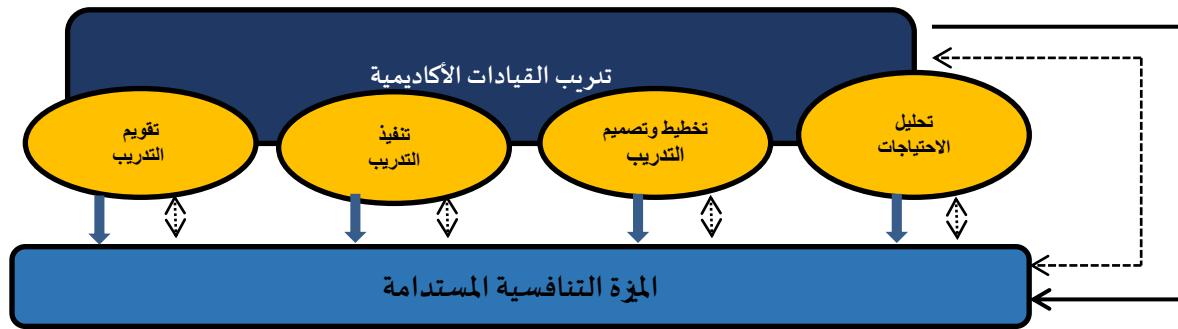 تدريب القيادات الأكاديمية
تحليل
الاحتياجات
تخطيط وتصميم
التدريب
تنفيذ
التدريب
تقويم
التدريب
الميزة التنافسية المستدامة